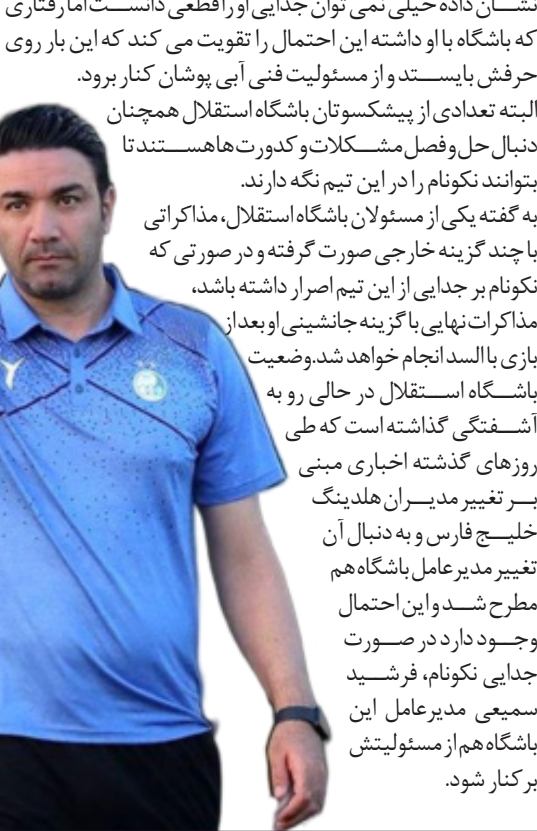 نشان داده خیلی نمی توان جدایی او را قطعی دانست اما رفتاری
که باشگاه با او داشته این احتمال را تقویت می کند که این بار روی
حرفش بایستد و از مسئولیت فنی آبی پوشان کنار برود.
البته تعدادی از پیشکسوتان باشگاه استقلال همچنان
دنبال حل و فصل مشکلات و کدورت ها هستند تا
بتوانند نکونام را در این تیم نگه دارند.
به گفته یکی از مسئولان باشگاه استقلال، مذاکراتی
با چند گزینه خارجی صورت گرفته و در صورتی که
نکونام بر جدایی از این تیم اصرار داشته باشد،
مذاکرات نهایی با گزینه جانشینی او بعد از
بازی با السد انجام خواهد شد.وضعیت
باشگاه استقلال در حالی رو به
آشفتگی گذاشته است که طی
روزهای گذشته اخباری مبنی
بر تغییر مدیران هلدینگ
خلیج فارس و به دنبال آن
تغییر مدیرعامل باشگاه هم
مطرح شد و این احتمال
وجود دارد در صورت
جدایی نکونام، فرشید
سمیعی مدیرعامل این
باشگاه هم از مسئولیتش
برکنار شود.